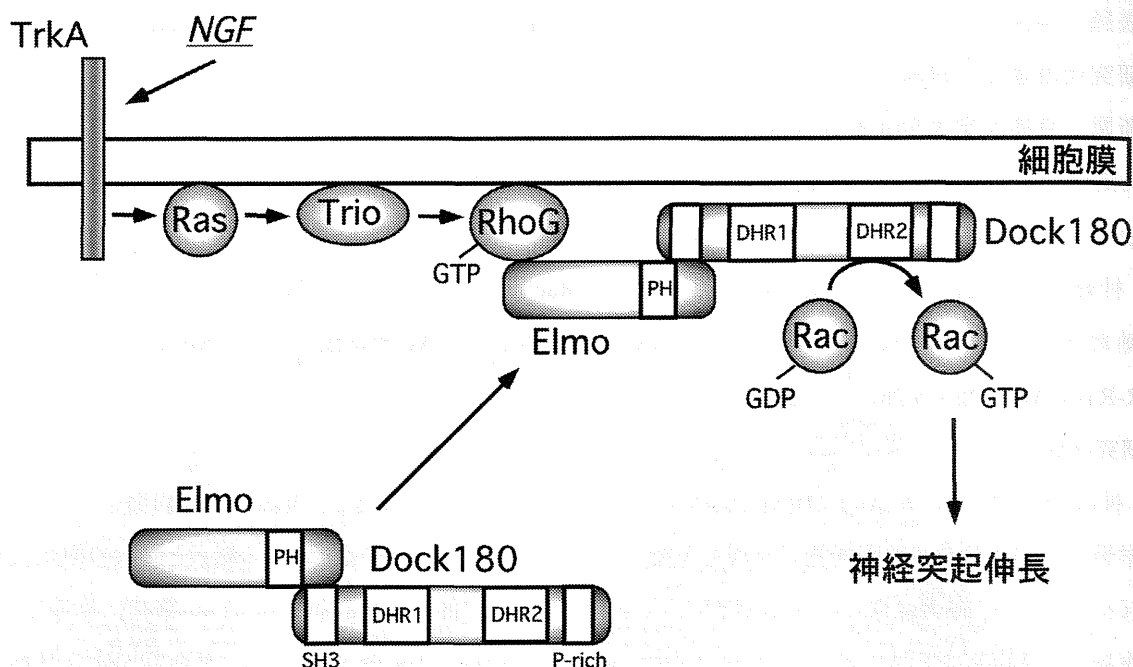 TrkA
NGF
細胞膜
Ras
Trio
RhoG
GTP
DHR1
DHR2
Dock180
PH
Elmo
Rac
GDP
Rac
GTP
Elmo
PH
Dock180
DHR1
DHR2
SH3
P-rich
神経突起伸長